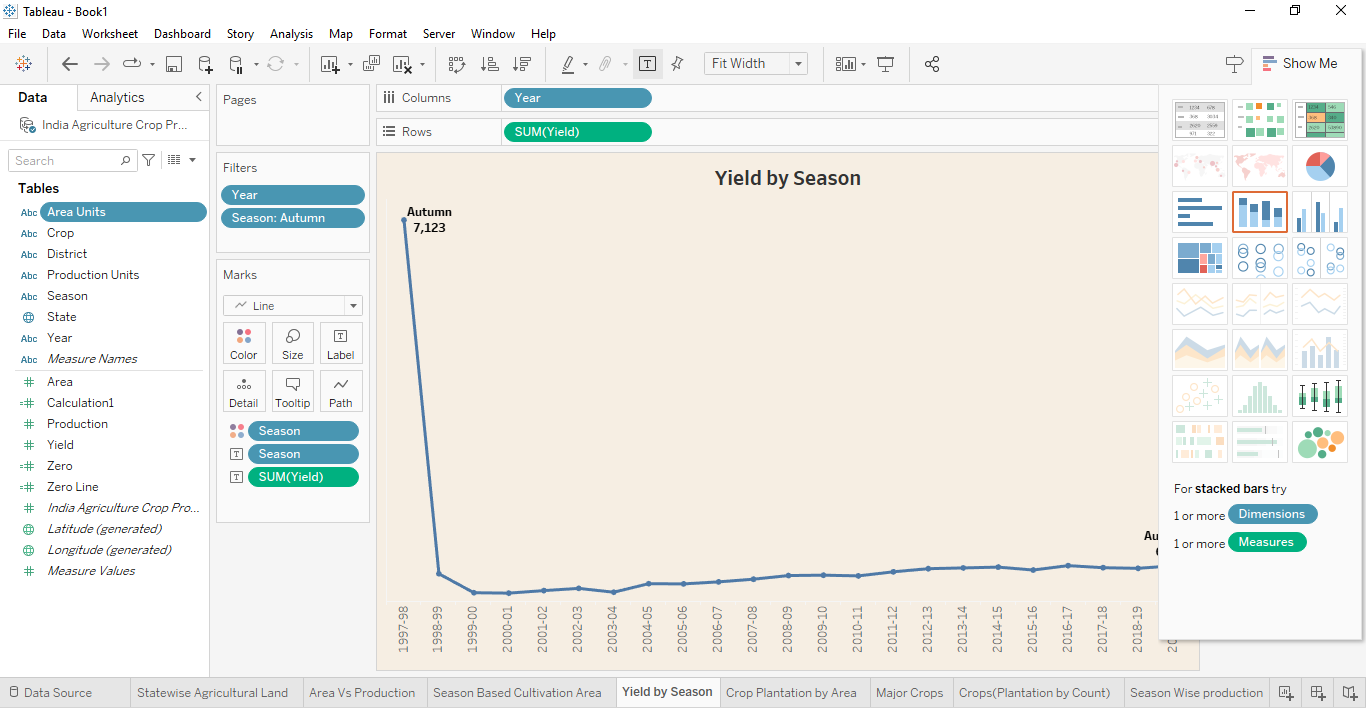 Tableau - Book1
File Data Worksheet Dashboard Story Analysis Map Format Server Window Help
Fit Width
Show Me
Data Analytics
India Agriculture Crop Pr...
Search
Tables
Abc Area Units
Abc Crop
Abc District
Abc Production Units
Abc Season
State
Abc Year
Abc Measure Names
Area
Calculation1
Production
Yield
Zero
Zero Line
India Agriculture Crop Pro...
Latitude (generated)
Longitude (generated)
Measure Values
Pages
Filters
Year
Season: Autumn
Marks
Line
Color Size Label
Detail Tooltip Path
Season
Season
SUM(Yield)
Columns Year
Rows SUM(Yield)
Yield by Season
Autumn
7,123
Au
1997-98
1998-99
1999-00
2000-01
2001-02
2002-03
2003-04
2004-05
2005-06
2006-07
2007-08
2008-09
2009-10
2010-11
2011-12
2012-13
2013-14
2014-15
2015-16
2016-17
2017-18
2018-19
For stacked bars try
1 or more Dimensions
1 or more Measures
Data Source Statewise Agricultural Land Area Vs Production Season Based Cultivation Area Yield by Season Crop Plantation by Area Major Crops Crops(Plantation by Count) Season Wise production